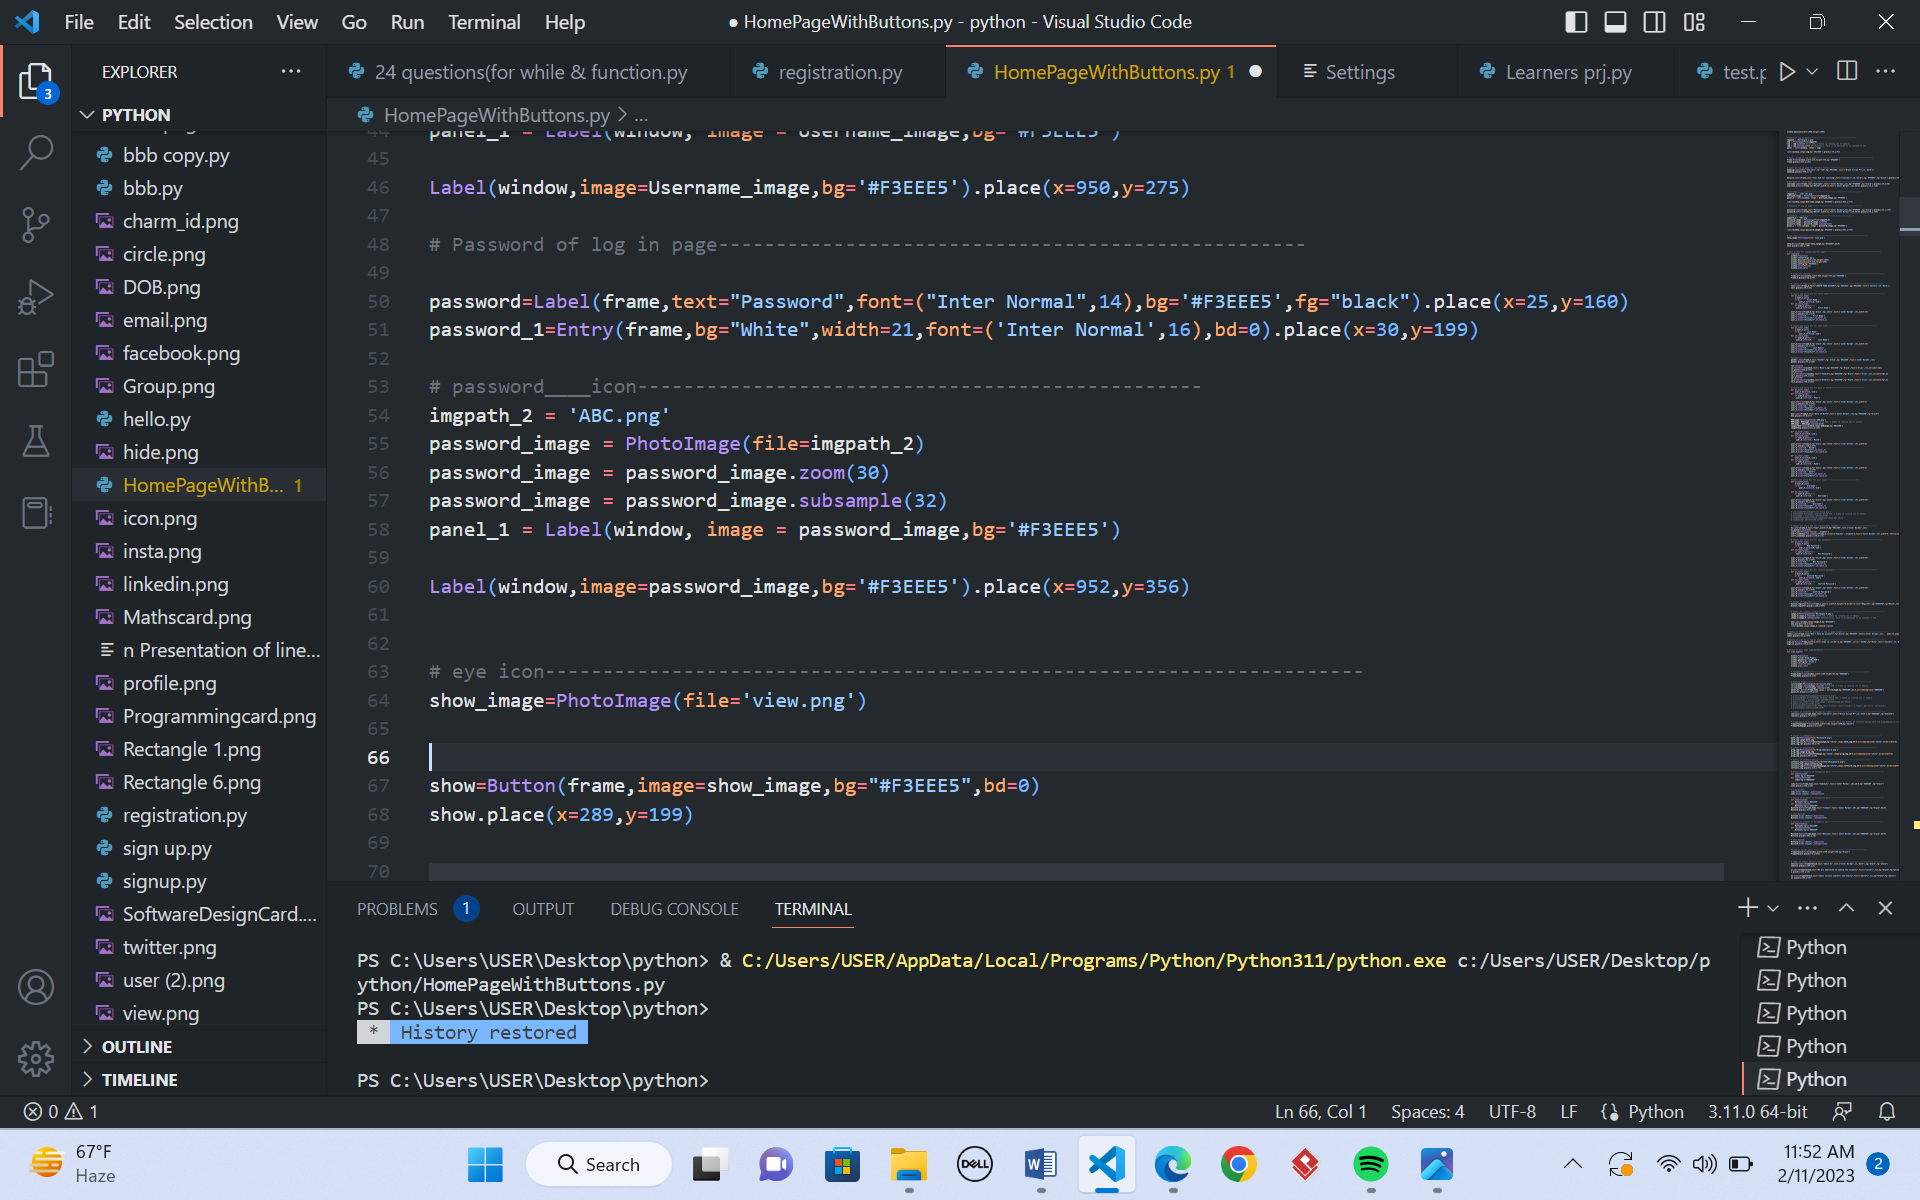 File Edit Selection View Go Run Terminal Help
● HomePageWithButtons.py - python - Visual Studio Code
EXPLORER
24 questions(for while & function.py
registration.py
HomePageWithButtons.py 1
Settings
Learners prj.py
test.p
PYTHON
HomePageWithButtons.py > ...
bbb copy.py
bbb.py
charm_id.png
circle.png
DOB.png
email.png
facebook.png
Group.png
hello.py
hide.png
HomePageWithB... 1
icon.png
insta.png
linkedin.png
Mathscard.png
n Presentation of line...
profile.png
Programmingcard.png
Rectangle 1.png
Rectangle 6.png
registration.py
sign up.py
signup.py
SoftwareDesignCard....
twitter.png
user (2).png
view.png
OUTLINE
TIMELINE
44 panel_1 = Label(window, image = Username_image,bg='#F3EEE5')
45
46 Label(window,image=Username_image,bg='#F3EEE5').place(x=950,y=275)
47
48 # Password of log in page---------------------------------------------------
49
50 password=Label(frame,text="Password",font=("Inter Normal",14),bg='#F3EEE5',fg="black").place(x=25,y=160)
51 password_1=Entry(frame,bg="White",width=21,font=('Inter Normal',16),bd=0).place(x=30,y=199)
52
53 # password____icon-------------------------------------------------
54 imgpath_2 = 'ABC.png'
55 password_image = PhotoImage(file=imgpath_2)
56 password_image = password_image.zoom(30)
57 password_image = password_image.subsample(32)
58 panel_1 = Label(window, image = password_image,bg='#F3EEE5')
59
60 Label(window,image=password_image,bg='#F3EEE5').place(x=952,y=356)
61
62
63 # eye icon-----------------------------------------------------------------------
64 show_image=PhotoImage(file='view.png')
65
66
67 show=Button(frame,image=show_image,bg="#F3EEE5",bd=0)
68 show.place(x=289,y=199)
69
70
PROBLEMS 1 OUTPUT DEBUG CONSOLE TERMINAL
PS C:\Users\USER\Desktop\python> & C:/Users/USER/AppData/Local/Programs/Python/Python311/python.exe c:/Users/USER/Desktop/p
ython/HomePageWithButtons.py
PS C:\Users\USER\Desktop\python>
* History restored
PS C:\Users\USER\Desktop\python>
Python
Python
Python
Python
Python
3
0 1
Ln 66, Col 1 Spaces: 4 UTF-8 LF Python 3.11.0 64-bit
67°F
Haze
Search
DELL
11:52 AM
2/11/2023
2